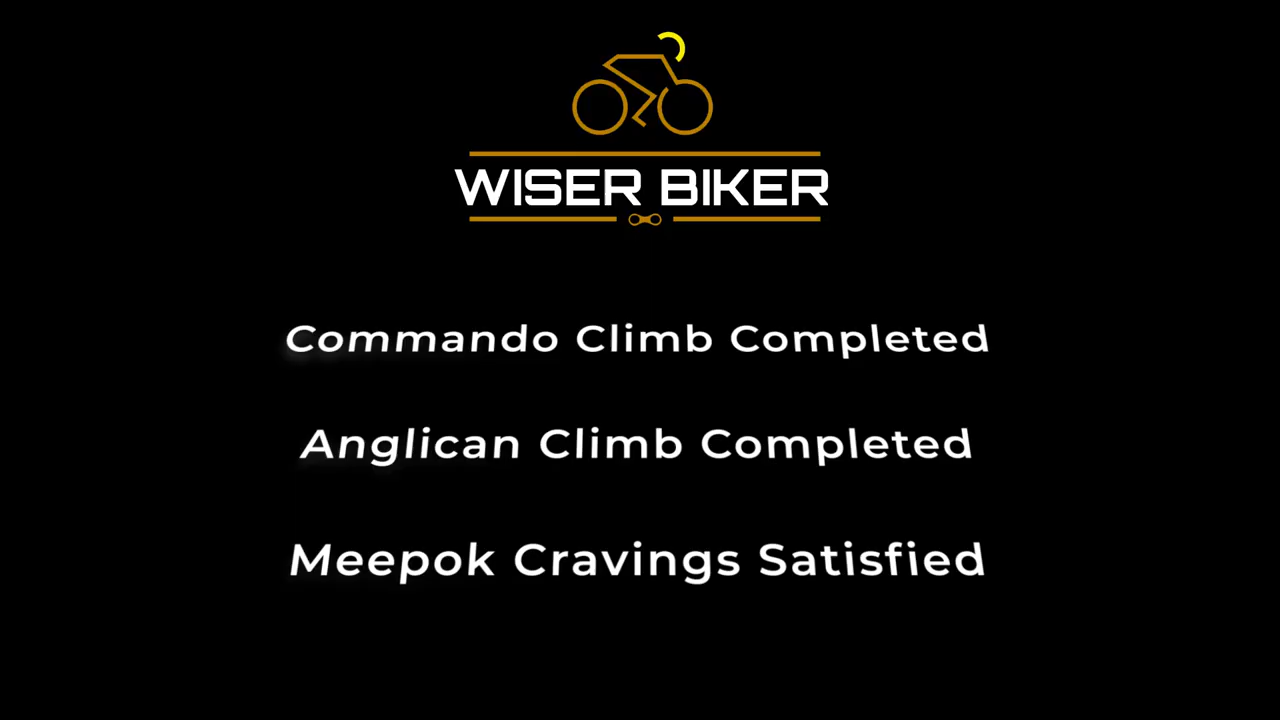 WISER BIKER
Commando Climb Completed
Anglican Climb Completed
Meepok Cravings Satisfied